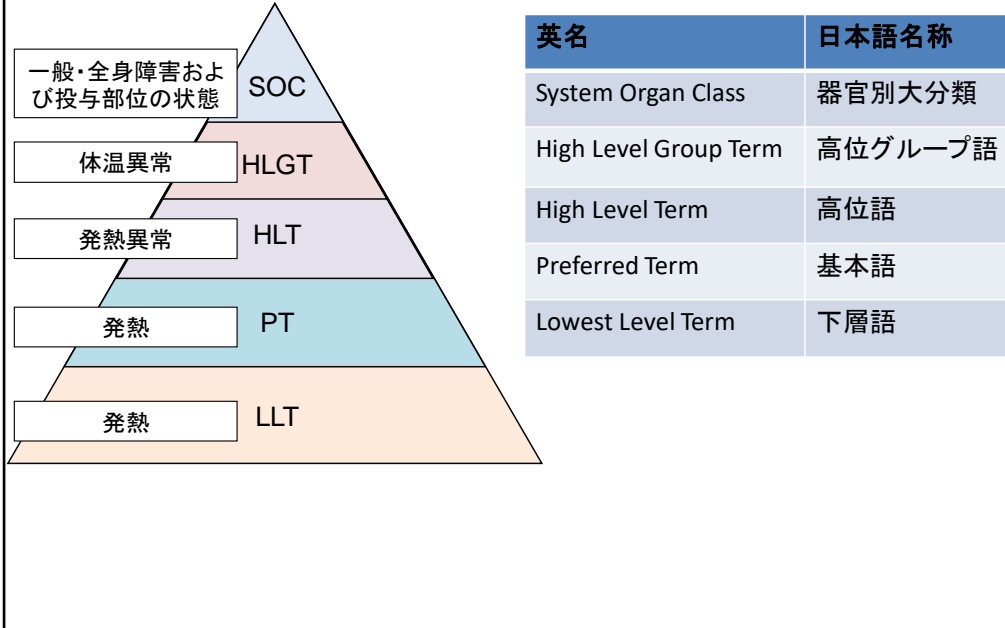 一般・全身障害およ
び投与部位の状態
SOC
体温異常
HLGT
発熱異常
HLT
発熱
PT
発熱
LLT
英名 日本語名称
System Organ Class 器官別大分類
High Level Group Term 高位グループ語
High Level Term 高位語
Preferred Term 基本語
Lowest Level Term 下層語